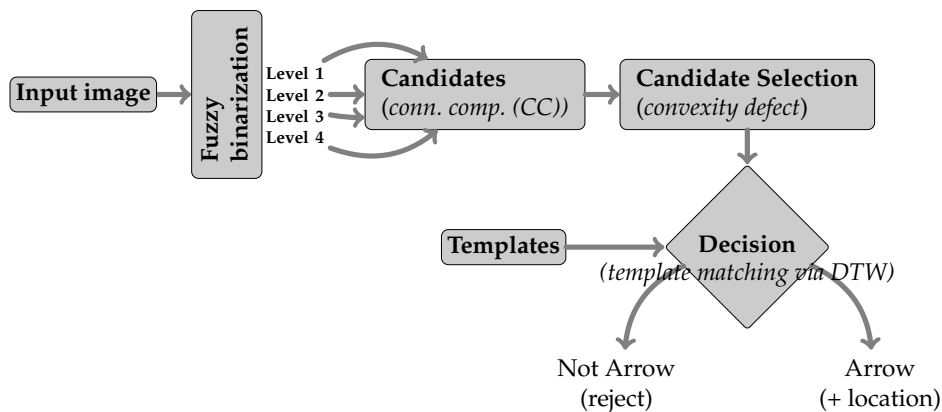 Input image
Fuzzy
binarization
Level 1
Level 2
Level 3
Level 4
Candidates
(conn. comp. (CC))
Candidate Selection
(convexity defect)
Templates
Decision
(template matching via DTW)
Not Arrow
(reject)
Arrow
(+ location)